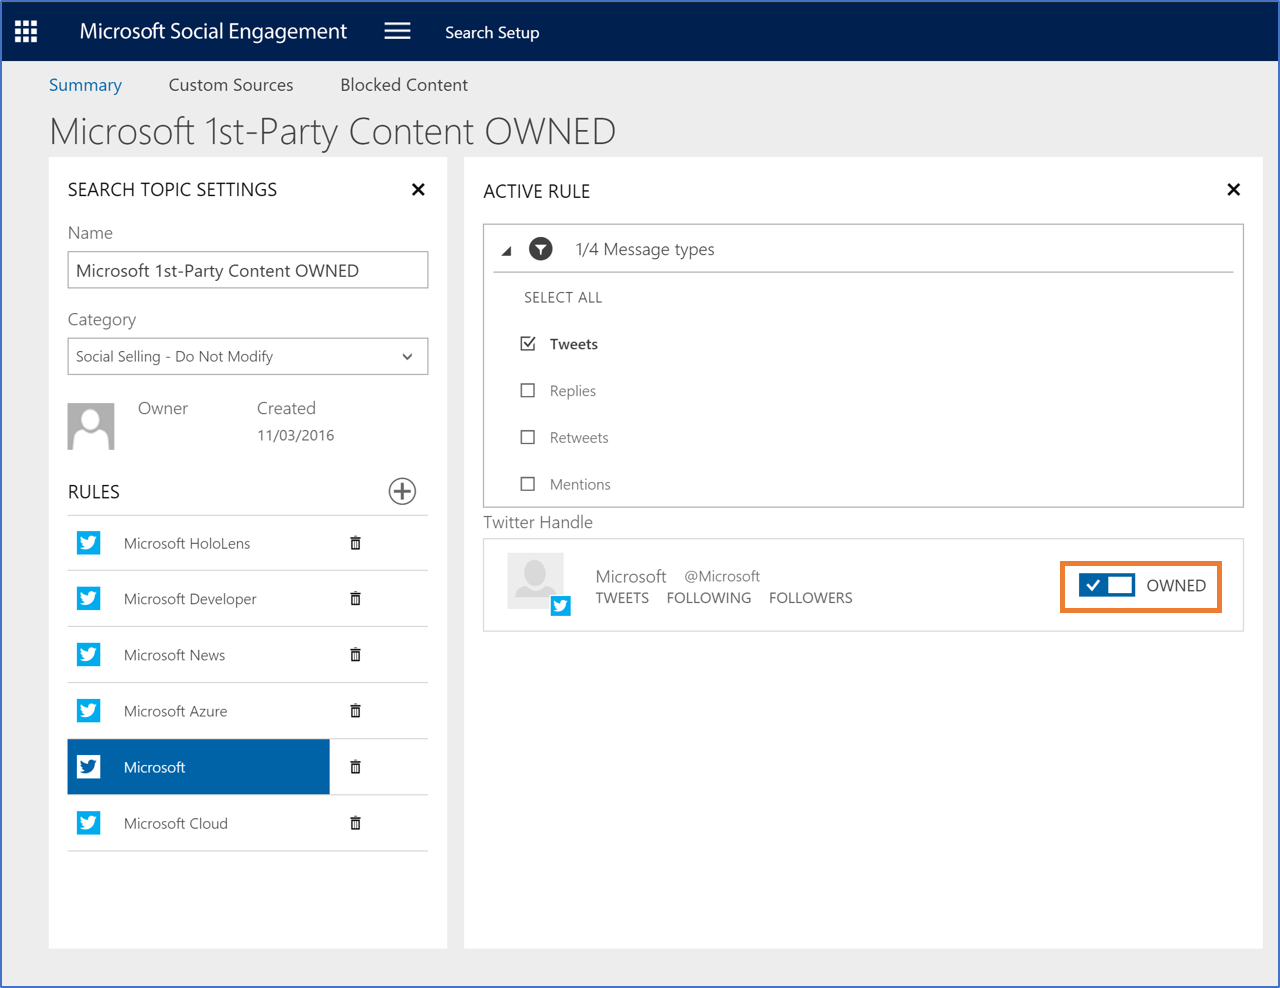 Microsoft Social Engagement
Search Setup
Summary
Custom Sources
Blocked Content
Microsoft 1st-Party Content OWNED
SEARCH TOPIC SETTINGS
Name
Microsoft 1st-Party Content OWNED
Category
Social Selling - Do Not Modify
Owner
Created
11/03/2016
RULES
Microsoft HoloLens
Microsoft Developer
Microsoft News
Microsoft Azure
Microsoft
Microsoft Cloud
ACTIVE RULE
1/4 Message types
SELECT ALL
Tweets
Replies
Retweets
Mentions
Twitter Handle
Microsoft @Microsoft
TWEETS FOLLOWING FOLLOWERS
OWNED